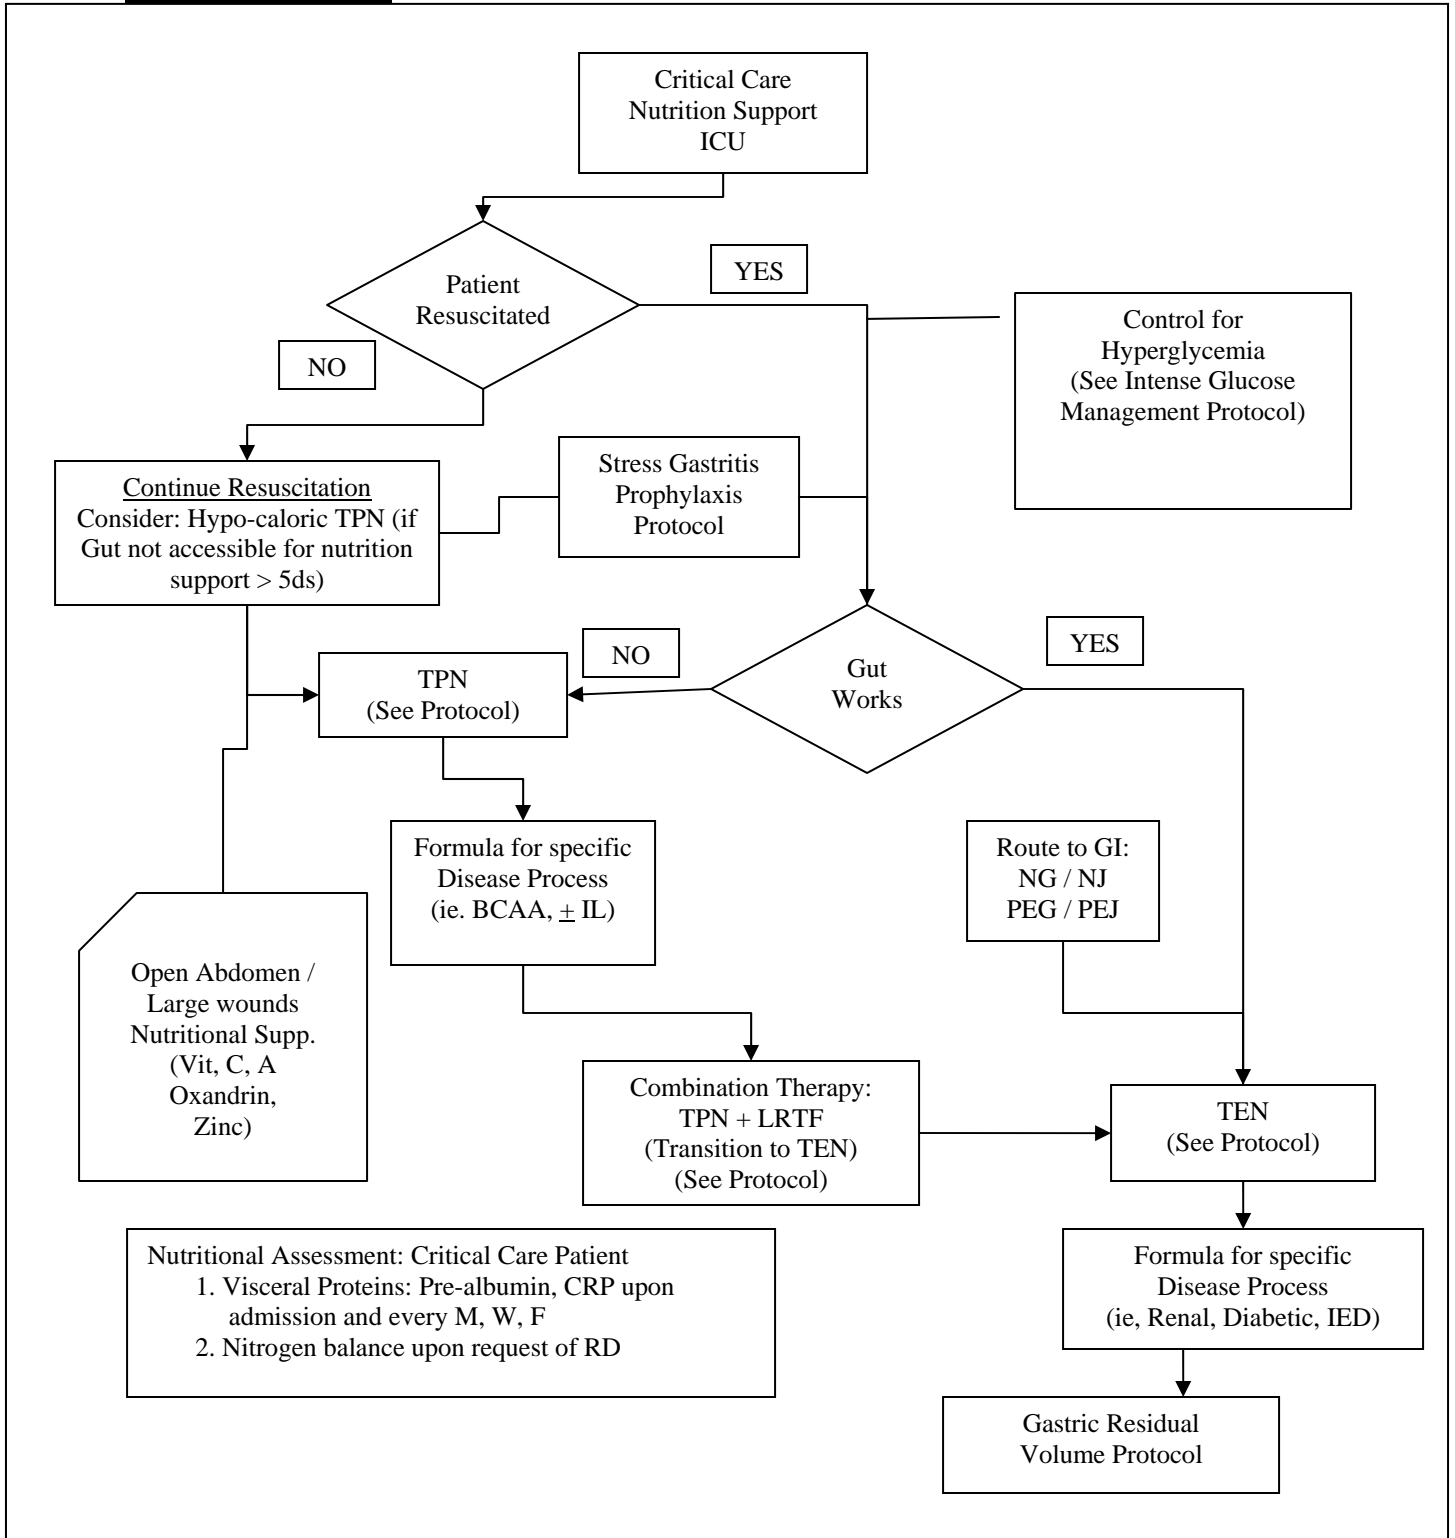 Critical Care
Nutrition Support
ICU
Patient
Resuscitated
YES
NO
Control for
Hyperglycemia
(See Intense Glucose
Management Protocol)
Continue Resuscitation
Consider: Hypo-caloric TPN (if
Gut not accessible for nutrition
support > 5ds)
Stress Gastritis
Prophylaxis
Protocol
TPN
(See Protocol)
NO
Gut
Works
YES
Formula for specific
Disease Process
(ie. BCAA, ± IL)
Route to GI:
NG / NJ
PEG / PEJ
Open Abdomen /
Large wounds
Nutritional Supp.
(Vit, C, A
Oxandrin,
Zinc)
Combination Therapy:
TPN + LRTF
(Transition to TEN)
(See Protocol)
TEN
(See Protocol)
Nutritional Assessment: Critical Care Patient
1. Visceral Proteins: Pre-albumin, CRP upon
admission and every M, W, F
2. Nitrogen balance upon request of RD
Formula for specific
Disease Process
(ie, Renal, Diabetic, IED)
Gastric Residual
Volume Protocol